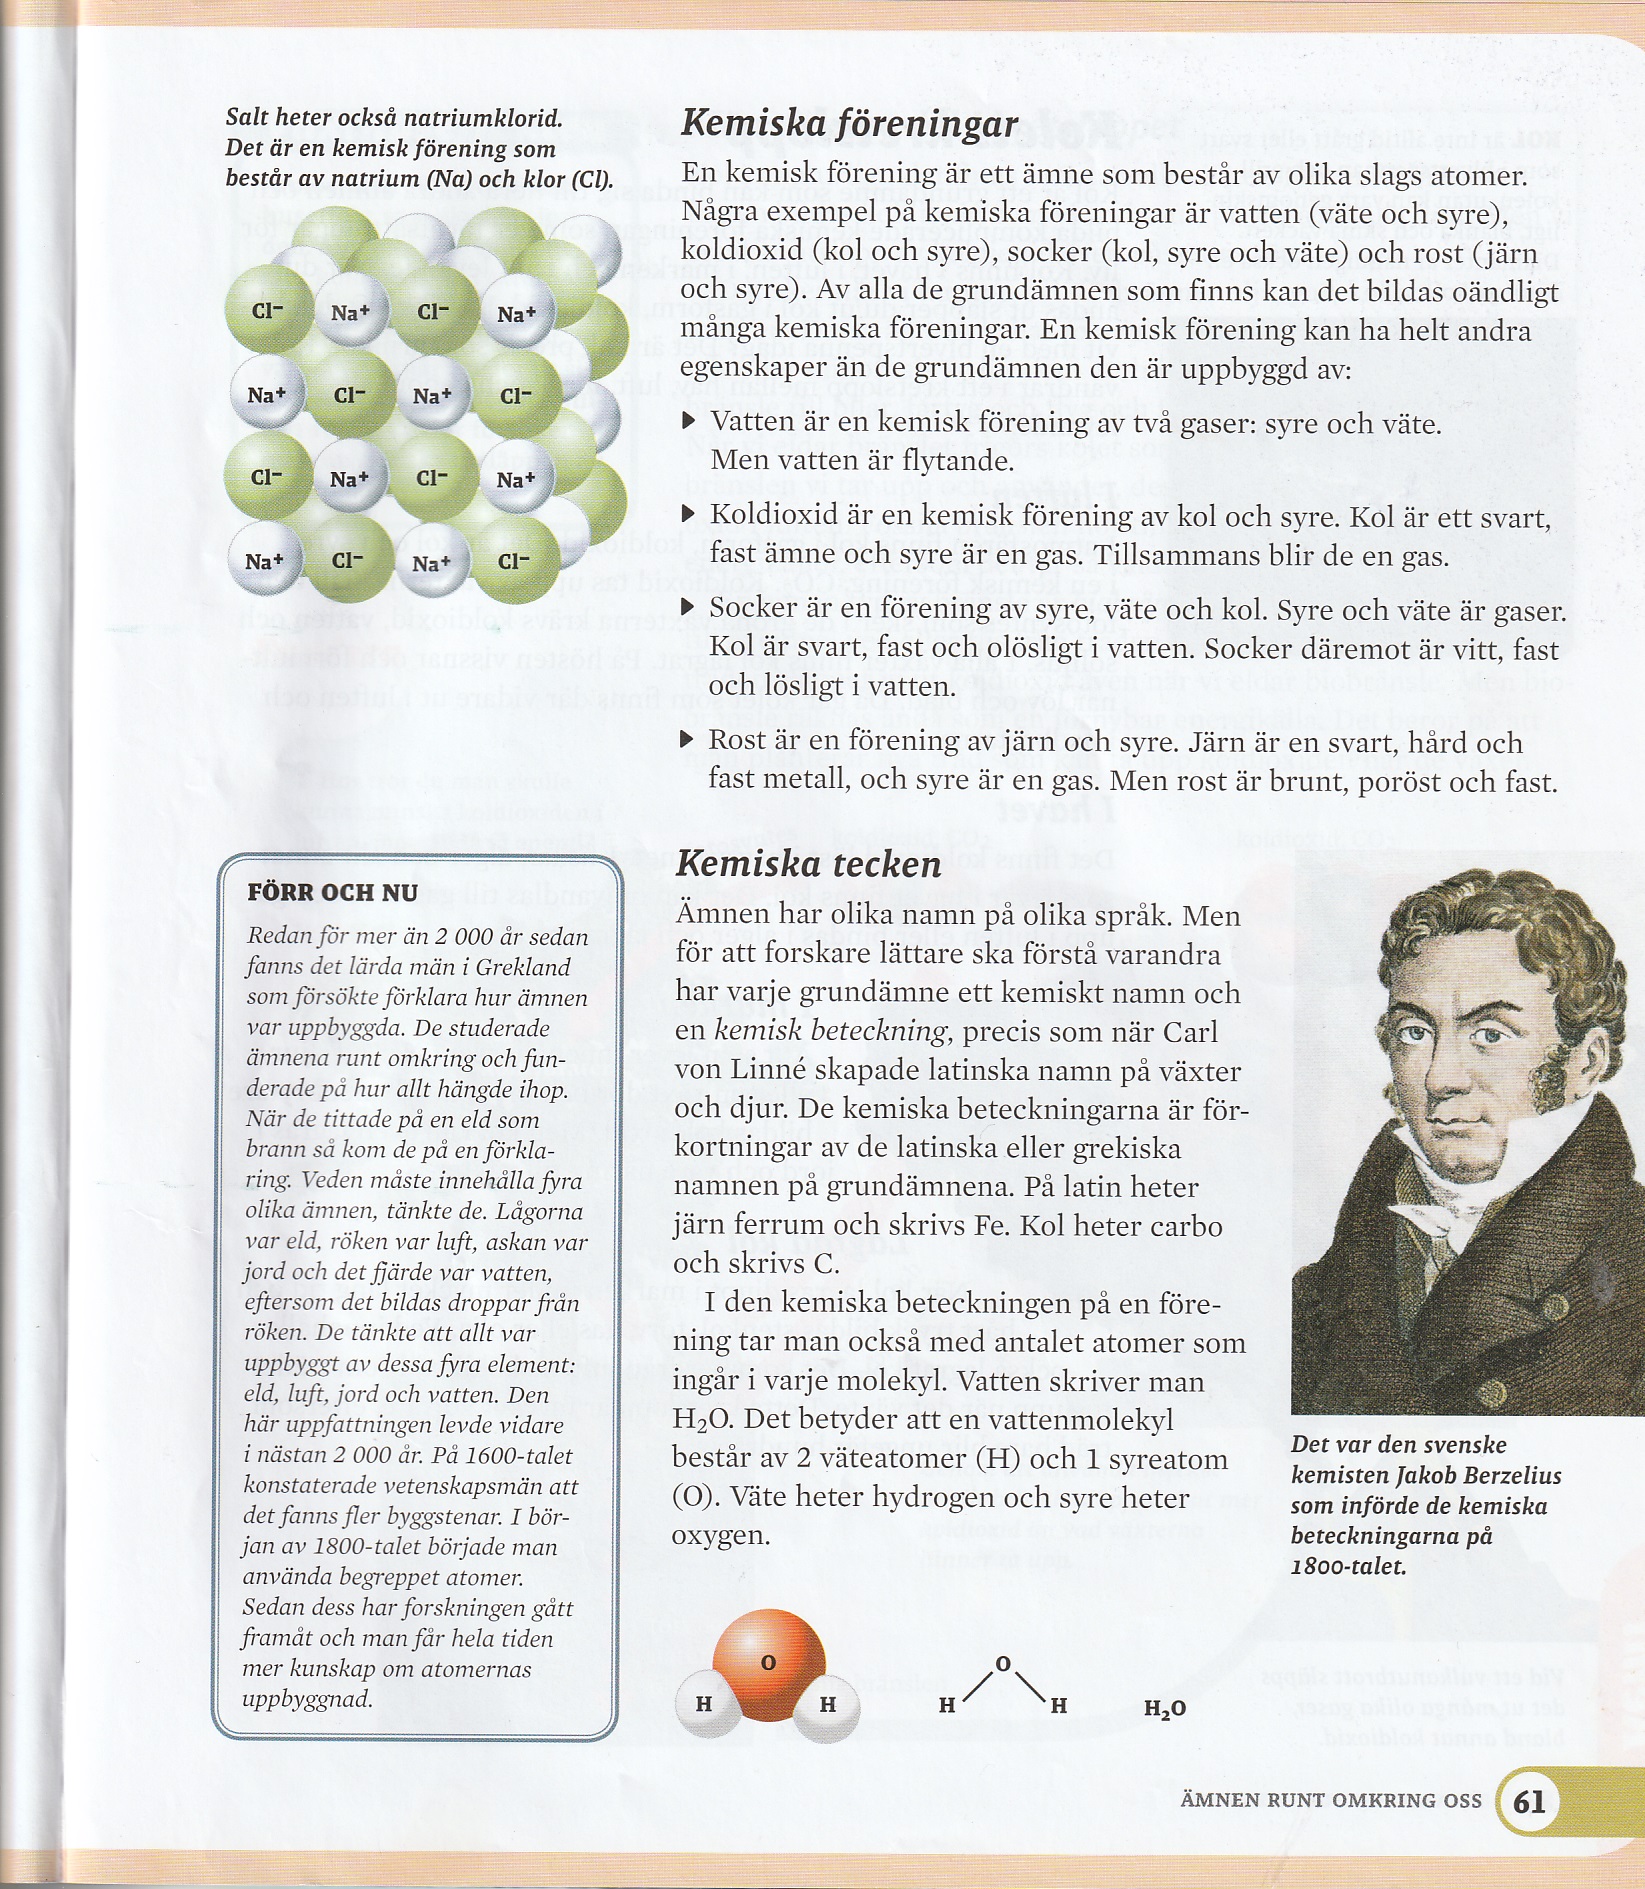 Salt heter också natriumklorid.
Det är en kemisk förening som
består av natrium (Na) och klor (Cl).
Cl⁻ Na⁺ Cl⁻ Na⁺
Na⁺ Cl⁻ Na⁺ Cl⁻
Cl⁻ Na⁺ Cl⁻ Na⁺
Na⁺ Cl⁻ Na⁺ Cl⁻
Kemiska föreningar
En kemisk förening är ett ämne som består av olika slags atomer.
Några exempel på kemiska föreningar är vatten (väte och syre),
koldioxid (kol och syre), socker (kol, syre och väte) och rost (järn
och syre). Av alla de grundämnen som finns kan det bildas oändligt
många kemiska föreningar. En kemisk förening kan ha helt andra
egenskaper än de grundämnen den är uppbyggd av:
▶ Vatten är en kemisk förening av två gaser: syre och väte.
Men vatten är flytande.
▶ Koldioxid är en kemisk förening av kol och syre. Kol är ett svart,
fast ämne och syre är en gas. Tillsammans blir de en gas.
▶ Socker är en förening av syre, väte och kol. Syre och väte är gaser.
Kol är svart, fast och olösligt i vatten. Socker däremot är vitt, fast
och lösligt i vatten.
▶ Rost är en förening av järn och syre. Järn är en svart, hård och
fast metall, och syre är en gas. Men rost är brunt, poröst och fast.
FÖRR OCH NU
Redan för mer än 2 000 år sedan
fanns det lärda män i Grekland
som försökte förklara hur ämnen
var uppbyggda. De studerade
ämnena runt omkring och fun-
derade på hur allt hängde ihop.
När de tittade på en eld som
brann så kom de på en förkla-
ring. Veden måste innehålla fyra
olika ämnen, tänkte de. Lågorna
var eld, röken var luft, askan var
jord och det fjärde var vatten,
eftersom det bildas droppar från
röken. De tänkte att allt var
uppbyggt av dessa fyra element:
eld, luft, jord och vatten. Den
här uppfattningen levde vidare
i nästan 2 000 år. På 1600-talet
konstaterade vetenskapsmän att
det fanns fler byggstenar. I bör-
jan av 1800-talet började man
använda begreppet atomer.
Sedan dess har forskningen gått
framåt och man får hela tiden
mer kunskap om atomernas
uppbyggnad.
Kemiska tecken
Ämnen har olika namn på olika språk. Men
för att forskare lättare ska förstå varandra
har varje grundämne ett kemiskt namn och
en kemisk beteckning, precis som när Carl
von Linné skapade latinska namn på växter
och djur. De kemiska beteckningarna är för-
kortningar av de latinska eller grekiska
namnen på grundämnena. På latin heter
järn ferrum och skrivs Fe. Kol heter carbo
och skrivs C.
I den kemiska beteckningen på en före-
ning tar man också med antalet atomer som
ingår i varje molekyl. Vatten skriver man
H₂O. Det betyder att en vattenmolekyl
består av 2 väteatomer (H) och 1 syreatom
(O). Väte heter hydrogen och syre heter
oxygen.
Det var den svenske
kemisten Jakob Berzelius
som införde de kemiska
beteckningarna på
1800-talet.
O
H H
O
H H
H₂O
ÄMNEN RUNT OMKRING OSS 61